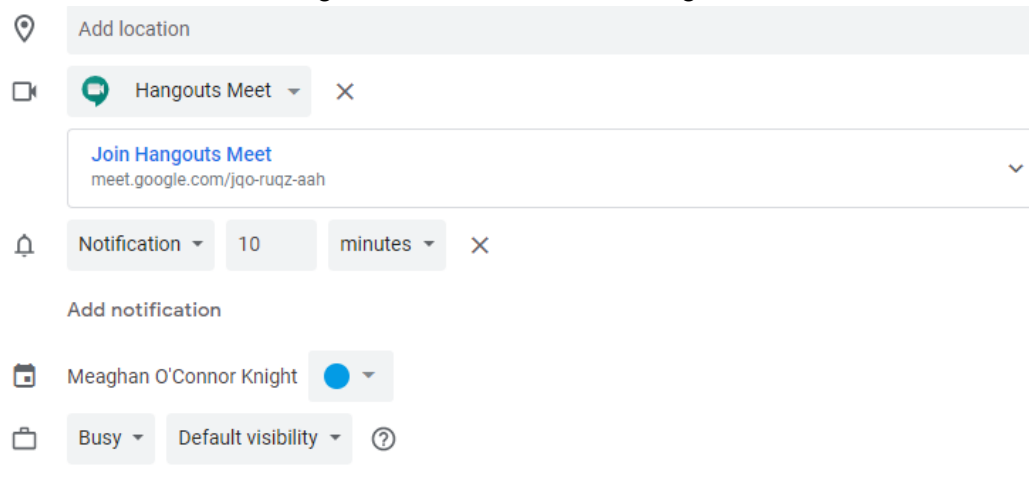 Add location
Hangouts Meet
Join Hangouts Meet
meet.google.com/jqo-ruqz-aah
Notification 10 minutes
Add notification
Meaghan O'Connor Knight
Busy Default visibility